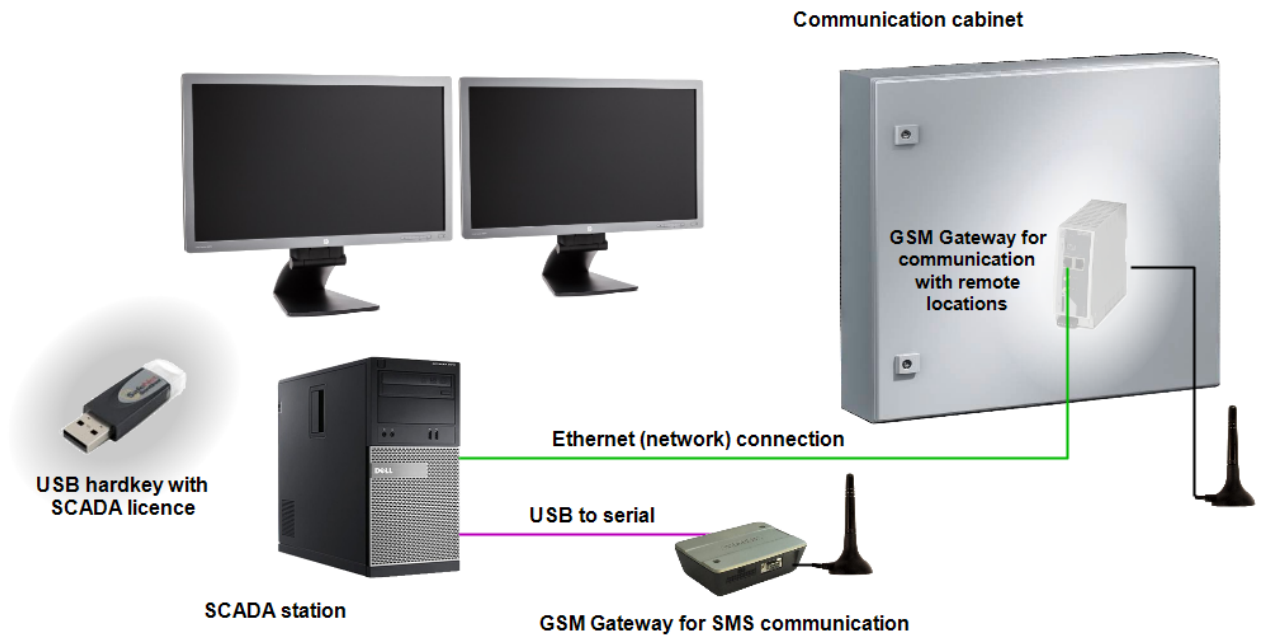 Communication cabinet
GSM Gateway for
communication
with remote
locations
Ethernet (network) connection
DELL
USB hardkey with
SCADA licence
USB to serial
SCADA station
GSM Gateway for SMS communication